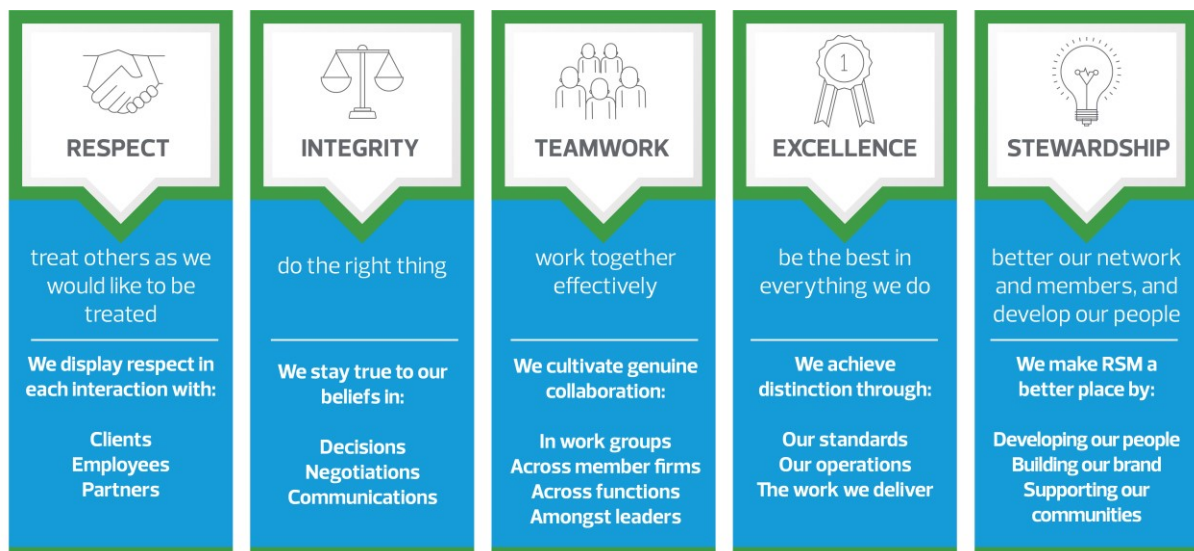 RESPECT
treat others as we
would like to be
treated
We display respect in
each interaction with:
Clients
Employees
Partners
INTEGRITY
do the right thing
We stay true to our
beliefs in:
Decisions
Negotiations
Communications
TEAMWORK
work together
effectively
We cultivate genuine
collaboration:
In work groups
Across member firms
Across functions
Amongst leaders
1
EXCELLENCE
be the best in
everything we do
We achieve
distinction through:
Our standards
Our operations
The work we deliver
STEWARDSHIP
better our network
and members, and
develop our people
We make RSM a
better place by:
Developing our people
Building our brand
Supporting our
communities